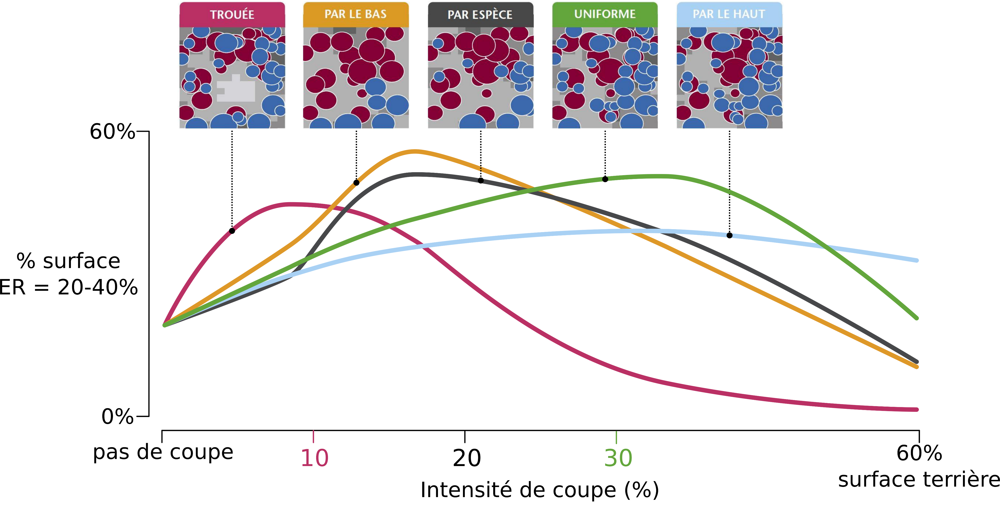 TROUÉE
PAR LE BAS
PAR ESPÈCE
UNIFORME
PAR LE HAUT
60%
% surface
ER = 20-40%
0%
pas de coupe
10
20
30
60%
surface terrière
Intensité de coupe (%)